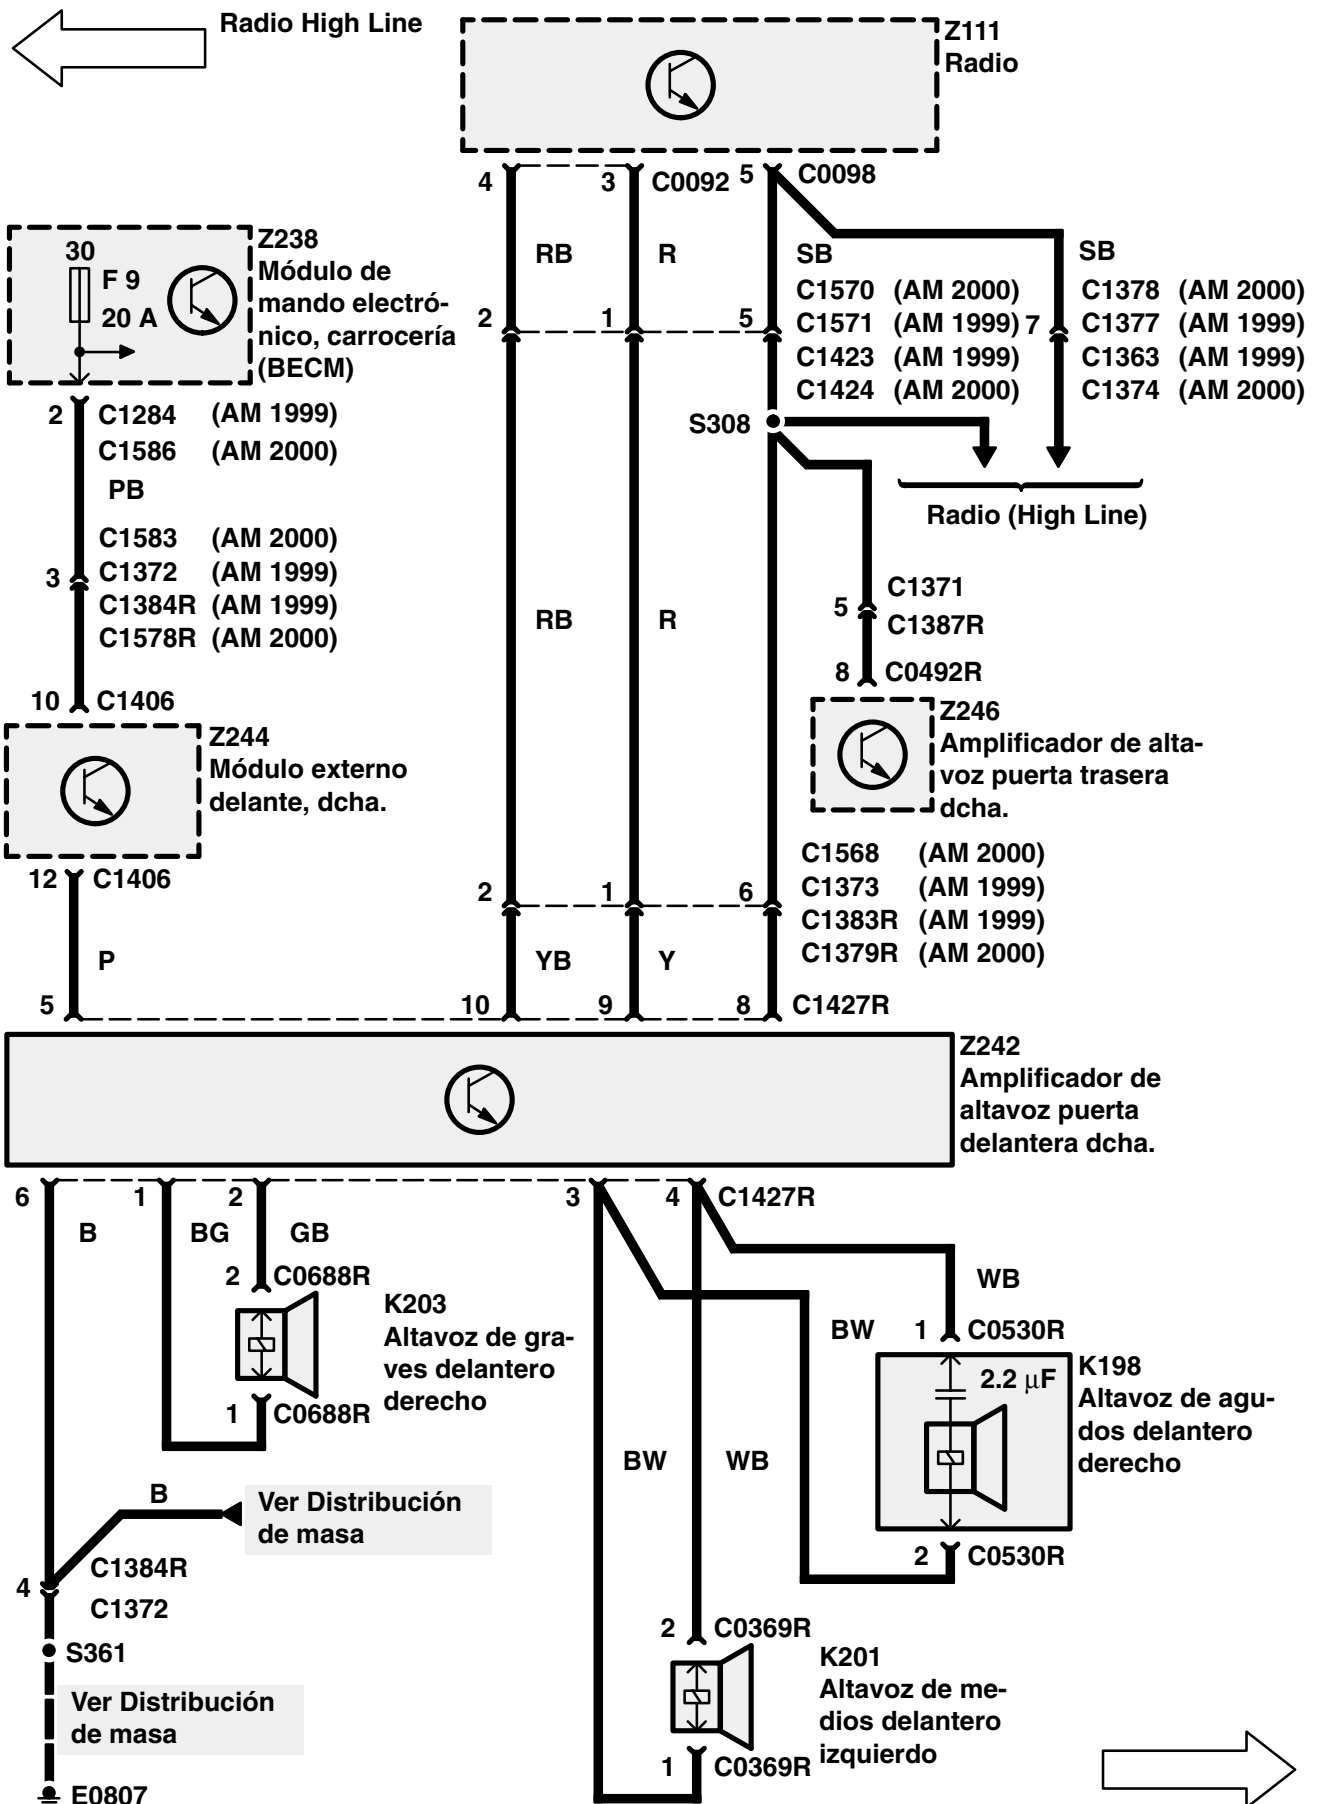 Radio High Line
Z111
Radio
4
3
C0092
5
C0098
Z238
Módulo de
mando electró-
nico, carrocería
(BECM)
30
F 9
20 A
RB
R
SB
SB
C1570 (AM 2000)
C1571 (AM 1999)
C1423 (AM 1999)
C1424 (AM 2000)
7
C1378 (AM 2000)
C1377 (AM 1999)
C1363 (AM 1999)
C1374 (AM 2000)
2
1
5
2
C1284 (AM 1999)
C1586 (AM 2000)
PB
S308
Radio (High Line)
C1583 (AM 2000)
3
C1372 (AM 1999)
C1384R (AM 1999)
C1578R (AM 2000)
RB
R
5
C1371
C1387R
8
C0492R
10
C1406
Z244
Módulo externo
delante, dcha.
Z246
Amplificador de alta-
voz puerta trasera
dcha.
12
C1406
2
1
6
C1568 (AM 2000)
C1373 (AM 1999)
C1383R (AM 1999)
C1379R (AM 2000)
P
YB
Y
5
10
9
8
C1427R
Z242
Amplificador de
altavoz puerta
delantera dcha.
6
1
2
3
4
C1427R
B
BG
GB
2
C0688R
K203
Altavoz de gra-
ves delantero
derecho
1
C0688R
WB
BW
1
C0530R
2.2 μF
K198
Altavoz de agu-
dos delantero
derecho
BW
WB
2
C0530R
B
Ver Distribución
de masa
C1384R
4
C1372
S361
Ver Distribución
de masa
E0807
2
C0369R
K201
Altavoz de me-
dios delantero
izquierdo
1
C0369R